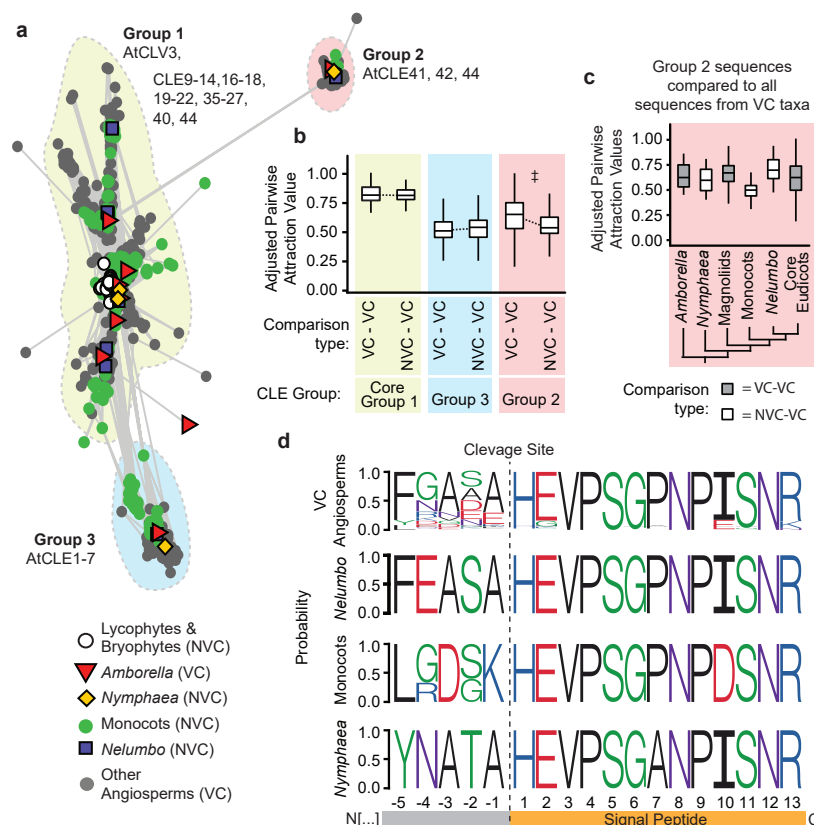 a
Group 1
AtCLV3,
CLE9-14,16-18,
19-22, 35-27,
40, 44
Group 2
AtCLE41, 42, 44
Group 3
AtCLE1-7
Lycophytes &
Bryophytes (NVC)
Amborella (VC)
Nymphaea (NVC)
Monocots (NVC)
Nelumbo (NVC)
Other
Angiosperms (VC)
b
Adjusted Pairwise
Attraction Value
1.00
0.75
0.50
0.25
0.00
‡
Comparison
type:
VC - VC
NVC - VC
VC - VC
NVC - VC
VC - VC
NVC - VC
CLE Group:
Core
Group 1
Group 3
Group 2
c
Group 2 sequences
compared to all
sequences from VC taxa
Adjusted Pairwise
Attraction Values
1.00
0.75
0.50
0.25
0.00
Amborella
Nymphaea
Magnoliids
Monocots
Nelumbo
Core
Eudicots
Comparison
type:
= VC-VC
= NVC-VC
d
Clevage Site
Probability
VC
Angiosperms
1.0
0.5
0.0
HEVPSGPNPISNR
Nelumbo
1.0
0.5
0.0
FEASA HEVPSGPNPISNR
Monocots
1.0
0.5
0.0
HEVPSGPNPDSNR
Nymphaea
1.0
0.5
0.0
YNATA HEVPSGANPISNR
-5 -4 -3 -2 -1 1 2 3 4 5 6 7 8 9 10 11 12 13
N[...] Signal Peptide C